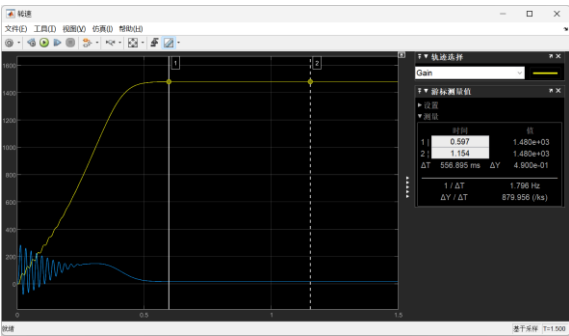 转速
文件(F) 工具(T) 视图(V) 仿真(I) 帮助(H)
1600
1400
1200
1000
800
600
400
200
0
0
0.5
1
1.5
1
2
轨迹选择
Gain
游标测量值
设置
测量
时间 值
1 0.597 1.480e+03
2 1.154 1.480e+03
ΔT 556.895 ms ΔY 4.900e-01
1 / ΔT 1.796 Hz
ΔY / ΔT 879.956 (/ks)
就绪
基于采样 T=1.500